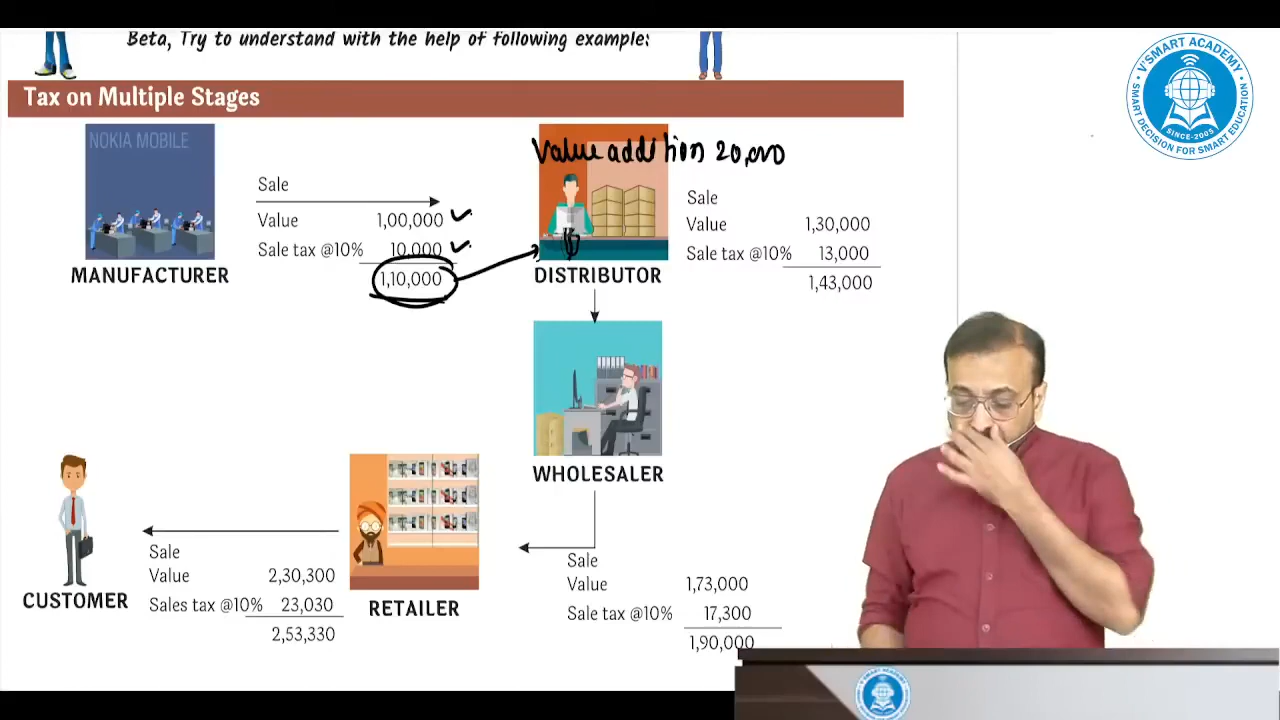 Beta, Try to understand with the help of following example:
V'SMART ACADEMY
SMART DECISION FOR SMART EDUCATION
SINCE-2005
Tax on Multiple Stages
NOKIA MOBILE
MANUFACTURER
Sale
Value 1,00,000
Sale tax @10% 10,000
1,10,000
Value addition 20,000
DISTRIBUTOR
Sale
Value 1,30,000
Sale tax @10% 13,000
1,43,000
WHOLESALER
Sale
Value 1,73,000
Sale tax @10% 17,300
1,90,000
RETAILER
Sale
Value 2,30,300
Sales tax @10% 23,030
2,53,330
CUSTOMER